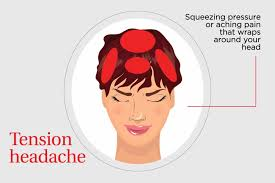 Squeezing pressure
or aching pain
that wraps
around your
head
Tension
headache